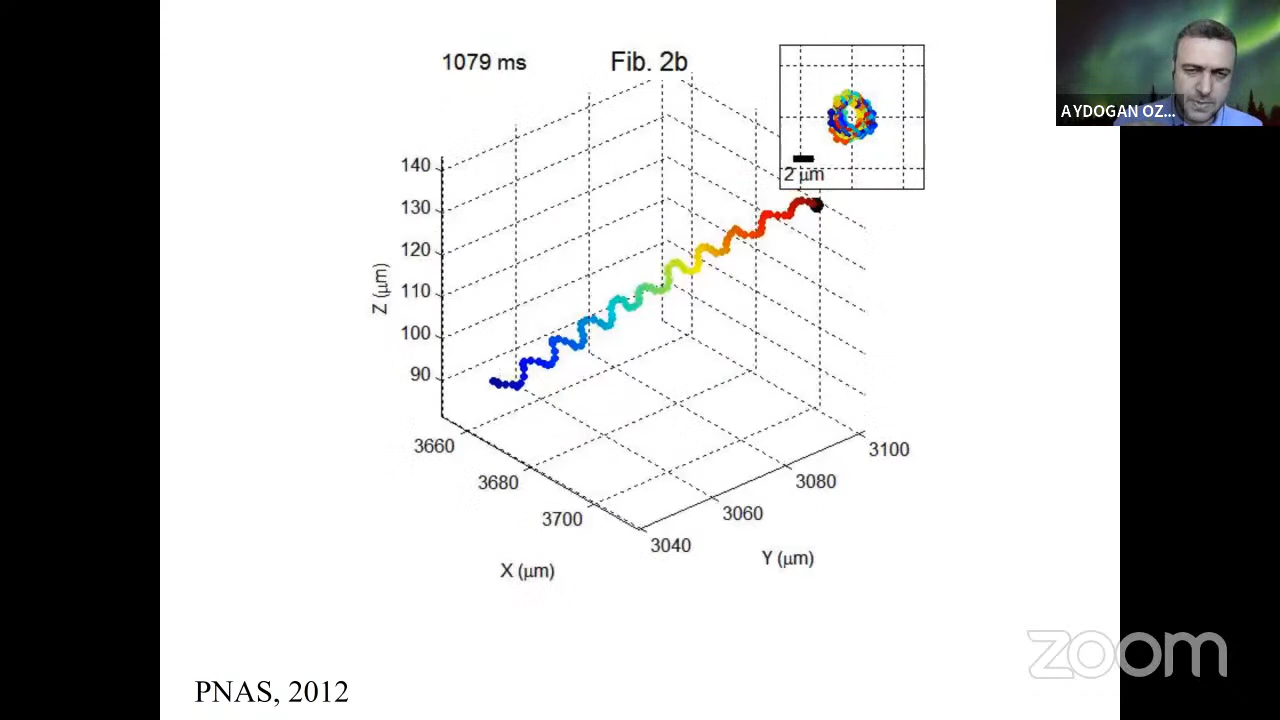 1079 ms
Fib. 2b
2 μm
AYDOGAN OZ...
140
130
120
110
100
90
Z (μm)
3660
3680
3700
X (μm)
3040
3060
3080
3100
Y (μm)
zoom
PNAS, 2012